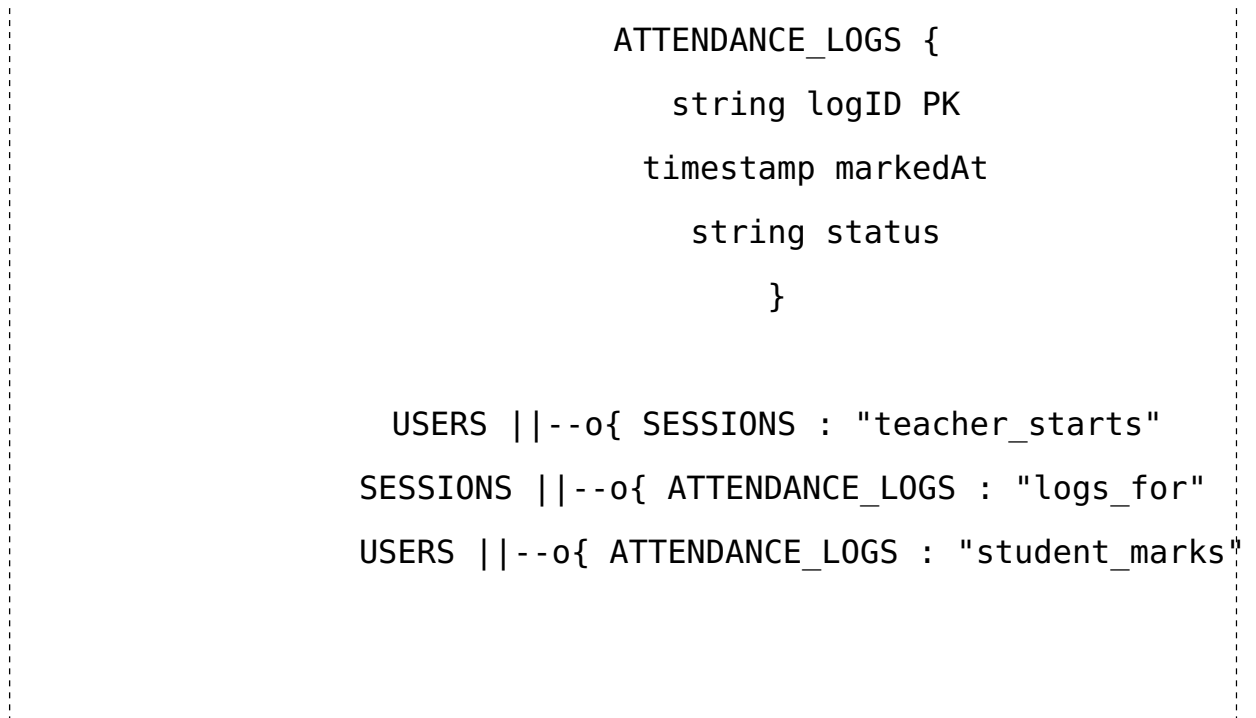 ATTENDANCE_LOGS {
string logID PK
timestamp markedAt
string status
}
USERS ||--o{ SESSIONS : "teacher_starts"
SESSIONS ||--o{ ATTENDANCE_LOGS : "logs_for"
USERS ||--o{ ATTENDANCE_LOGS : "student_marks"